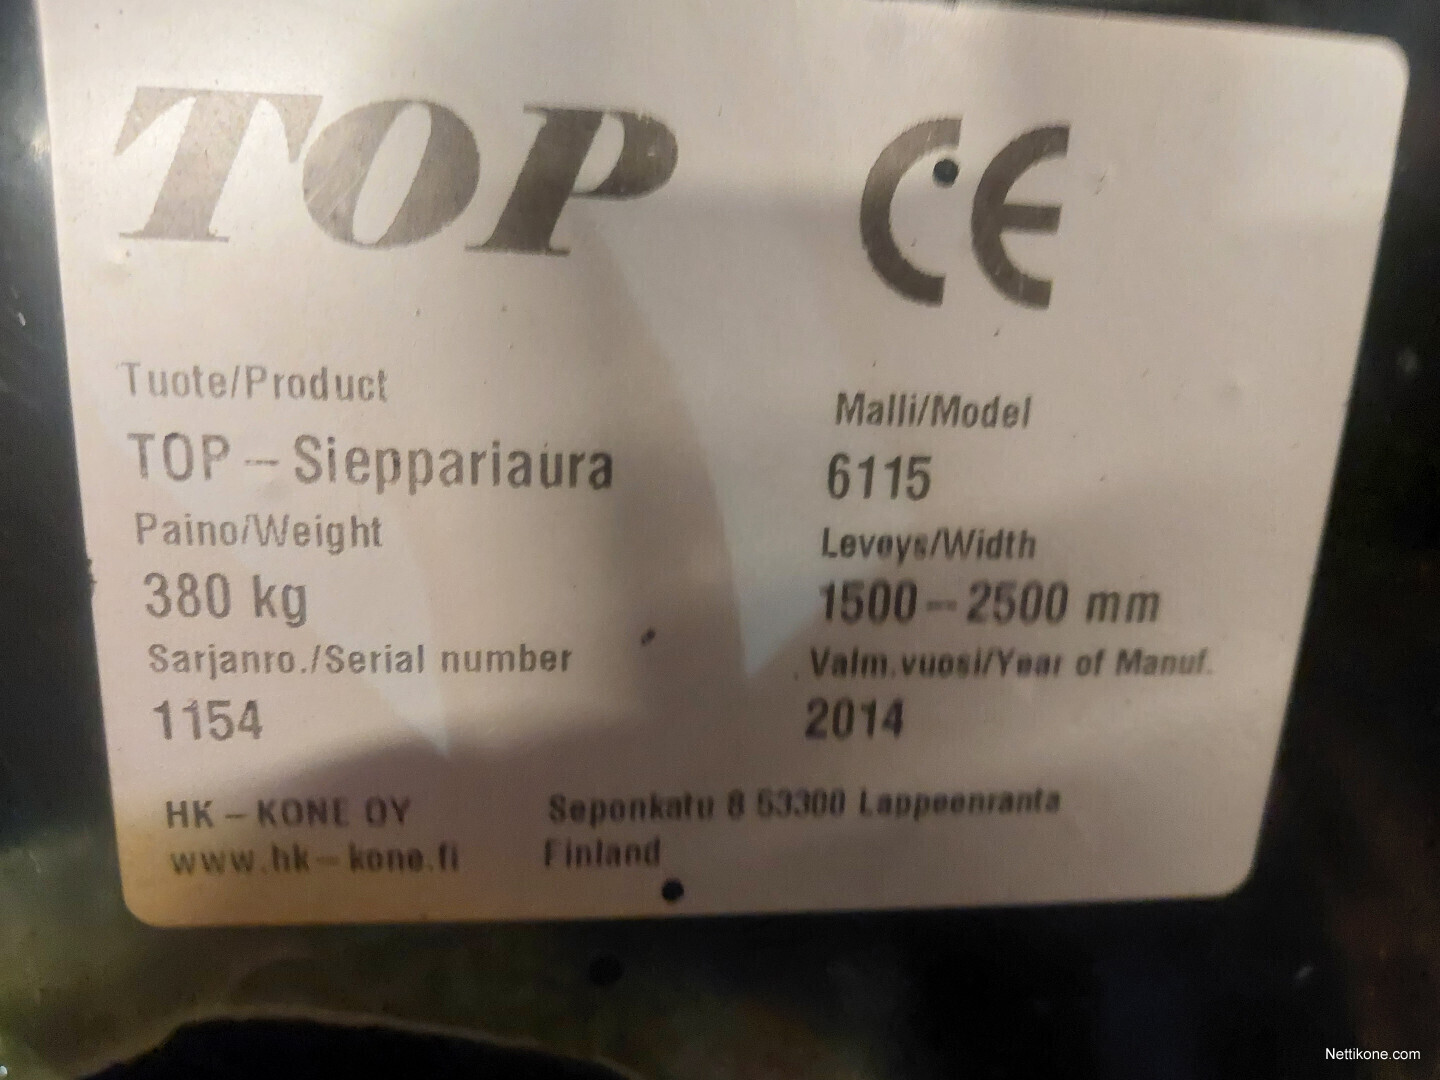 TOP
CE
Tuote/Product
TOP – Sieppariaura
Paino/Weight
380 kg
Sarjanro./Serial number
1154
Malli/Model
6115
Leveys/Width
1500 – 2500 mm
Valm.vuosi/Year of Manuf.
2014
HK – KONE OY
www.hk – kone.fi
Seponkatu 8 53300 Lappeenranta
Finland
Nettikone.com